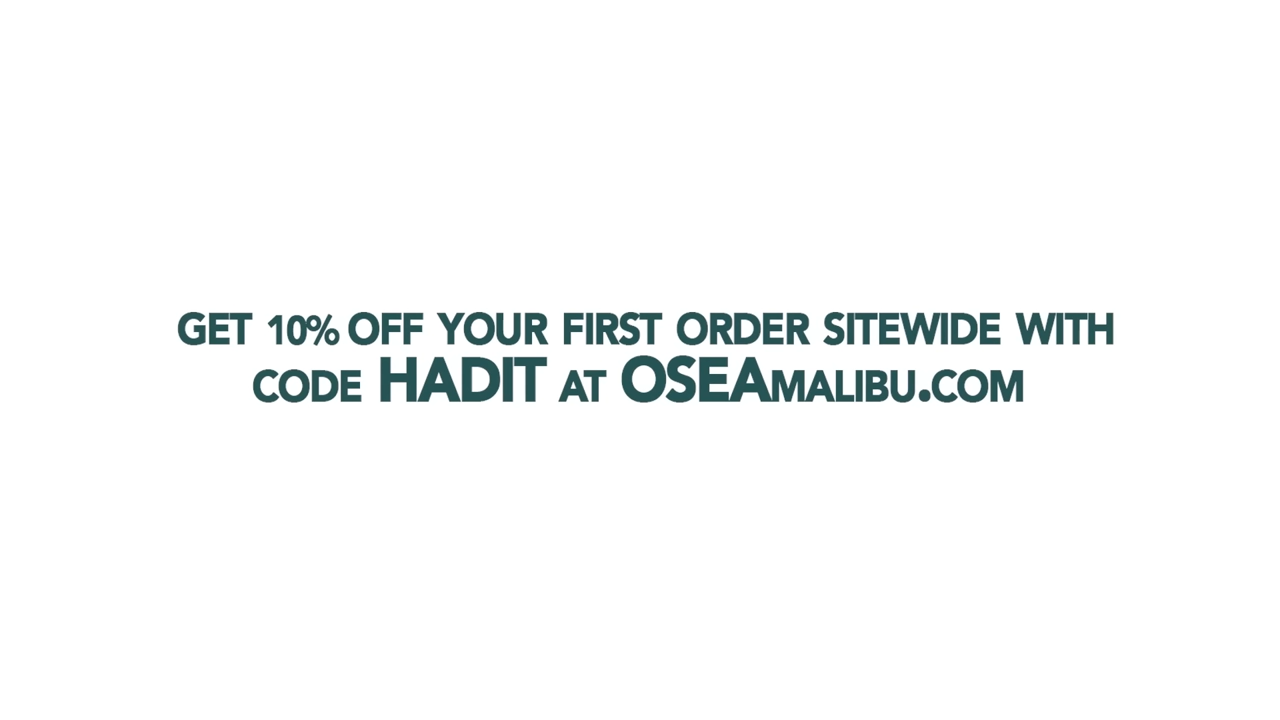 GET 10% OFF YOUR FIRST ORDER SITEWIDE WITH
CODE HADIT AT OSEAMALIBU.COM